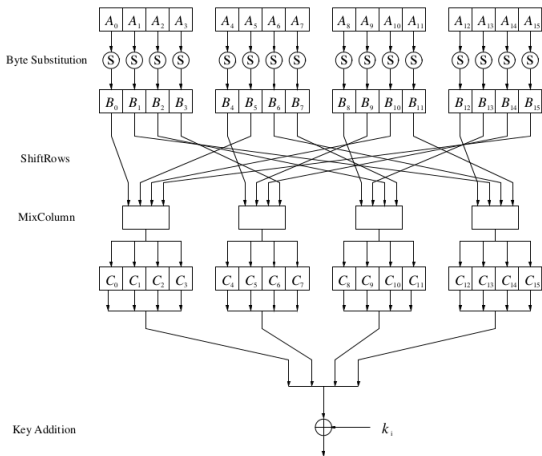 A₀ A₁ A₂ A₃ A₄ A₅ A₆ A₇ A₈ A₉ A₁₀ A₁₁ A₁₂ A₁₃ A₁₄ A₁₅
Byte Substitution S S S S S S S S S S S S S S S S
B₀ B₁ B₂ B₃ B₄ B₅ B₆ B₇ B₈ B₉ B₁₀ B₁₁ B₁₂ B₁₃ B₁₄ B₁₅
ShiftRows
MixColumn
C₀ C₁ C₂ C₃ C₄ C₅ C₆ C₇ C₈ C₉ C₁₀ C₁₁ C₁₂ C₁₃ C₁₄ C₁₅
Key Addition kᵢ